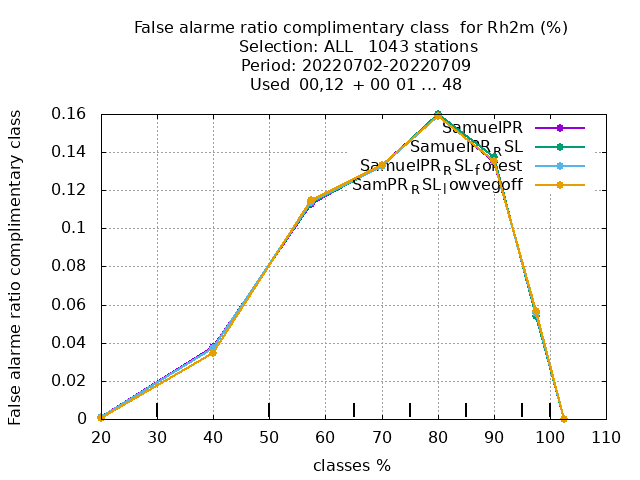 False alarme ratio complimentary class  for Rh2m (%)
Selection: ALL   1043 stations
Period: 20220702-20220709
Used  00,12  + 00 01 ... 48
False alarme ratio complimentary class
0.16
0.14
0.12
0.1
0.08
0.06
0.04
0.02
0
SamuelPR
SamuelPR_RSL
SamuelPR_RSL_forest
SamPR_RSL_lowvegoff
20 30 40 50 60 70 80 90 100 110
classes %